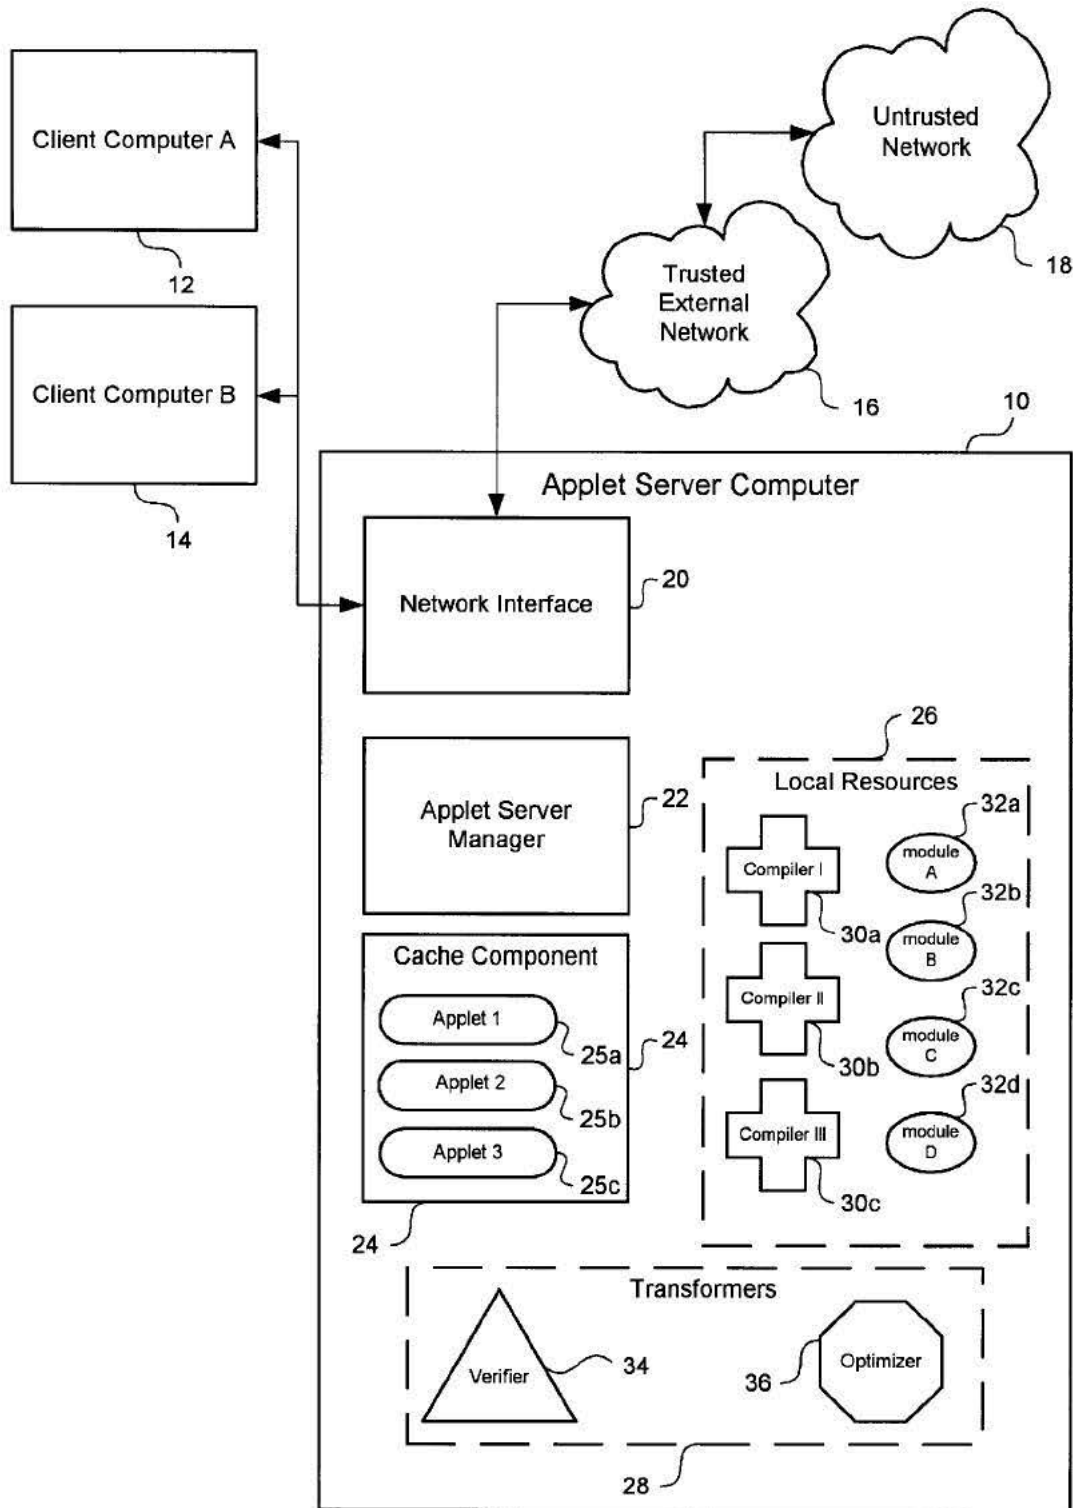 Client Computer A
12
Client Computer B
14
Untrusted
Network
18
Trusted
External
Network
16
10
Applet Server Computer
Network Interface
20
Applet Server
Manager
22
Cache Component
Applet 1
25a
Applet 2
25b
Applet 3
25c
24
24
26
Local Resources
Compiler I
30a
Compiler II
30b
Compiler III
30c
module
A
32a
module
B
32b
module
C
32c
module
D
32d
Transformers
Verifier
34
Optimizer
36
28